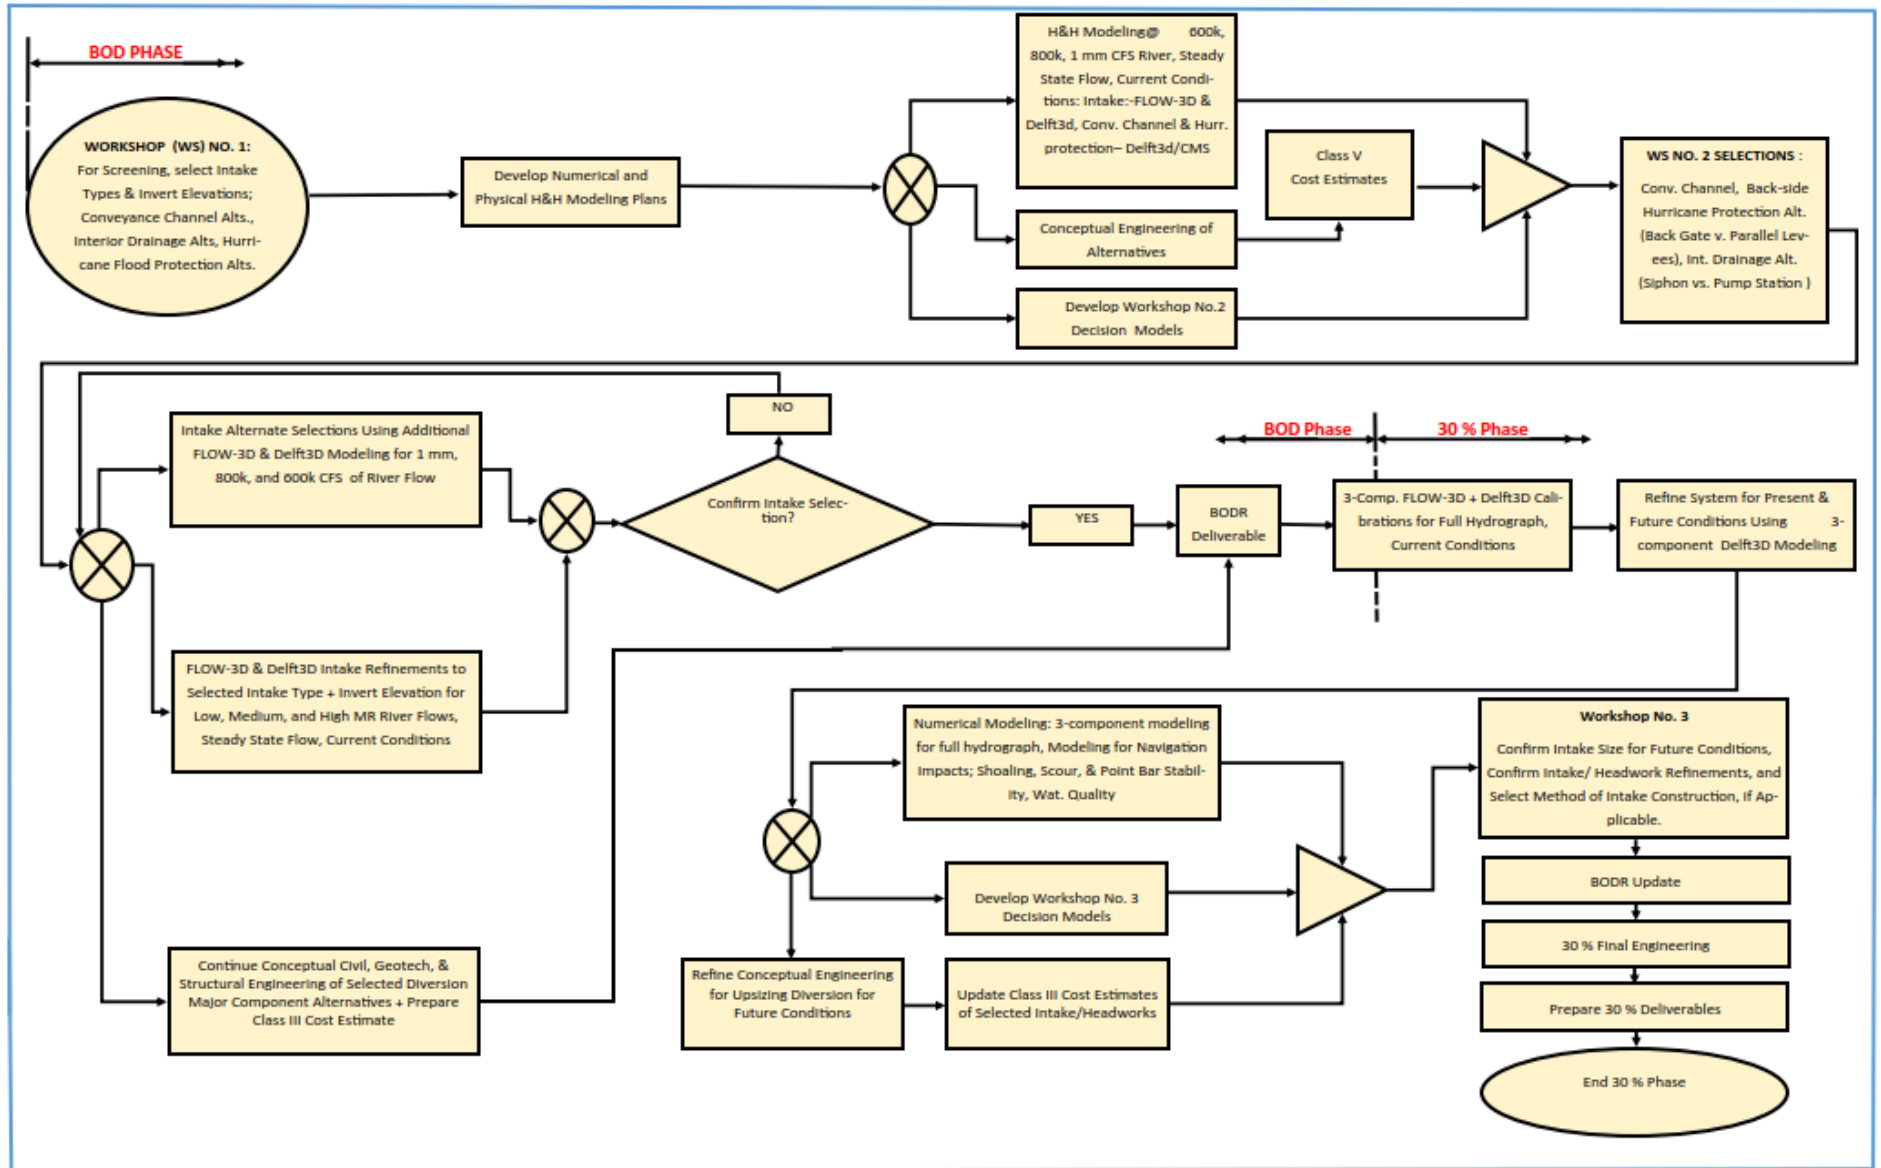 BOD PHASE
WORKSHOP (WS) NO. 1:
For Screening, select Intake
Types & Invert Elevations;
Conveyance Channel Alts.,
Interior Drainage Alts, Hurri-
cane Flood Protection Alts.
Develop Numerical and
Physical H&H Modeling Plans
H&H Modeling@ 600k,
800k, 1 mm CFS River, Steady
State Flow, Current Condi-
tions: Intake:-FLOW-3D &
Delft3d, Conv. Channel & Hurr.
protection– Delft3d/CMS
Conceptual Engineering of
Alternatives
Develop Workshop No.2
Decision Models
Class V
Cost Estimates
WS NO. 2 SELECTIONS :
Conv. Channel, Back-side
Hurricane Protection Alt.
(Back Gate v. Parallel Lev-
ees), Int. Drainage Alt.
(Siphon vs. Pump Station )
Intake Alternate Selections Using Additional
FLOW-3D & Delft3D Modeling for 1 mm,
800k, and 600k CFS of River Flow
FLOW-3D & Delft3D Intake Refinements to
Selected Intake Type + Invert Elevation for
Low, Medium, and High MR River Flows,
Steady State Flow, Current Conditions
Continue Conceptual Civil, Geotech, &
Structural Engineering of Selected Diversion
Major Component Alternatives + Prepare
Class III Cost Estimate
NO
Confirm Intake Selec-
tion?
YES
BODR
Deliverable
BOD Phase
30 % Phase
3-Comp. FLOW-3D + Delft3D Cali-
brations for Full Hydrograph,
Current Conditions
Refine System for Present &
Future Conditions Using 3-
component Delft3D Modeling
Numerical Modeling: 3-component modeling
for full hydrograph, Modeling for Navigation
Impacts; Shoaling, Scour, & Point Bar Stabil-
ity, Wat. Quality
Develop Workshop No. 3
Decision Models
Refine Conceptual Engineering
for Upsizing Diversion for
Future Conditions
Update Class III Cost Estimates
of Selected Intake/Headworks
Workshop No. 3
Confirm Intake Size for Future Conditions,
Confirm Intake/ Headwork Refinements, and
Select Method of Intake Construction, If Ap-
plicable.
BODR Update
30 % Final Engineering
Prepare 30 % Deliverables
End 30 % Phase